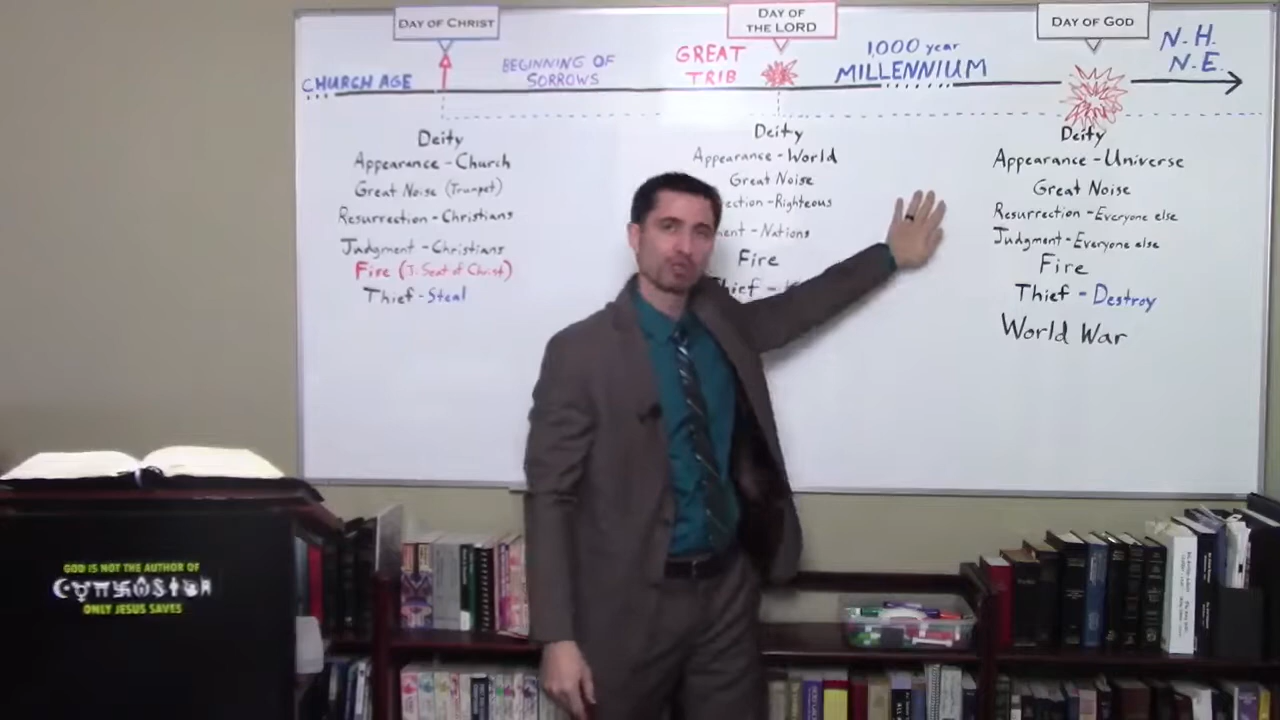 DAY OF CHRIST
DAY OF
THE LORD
DAY OF GOD
CHURCH AGE
BEGINNING OF
SORROWS
GREAT
TRIB
1,000 year
MILLENNIUM
N.H.
N.E.
Deity
Appearance - Church
Great Noise (Trumpet)
Resurrection - Christians
Judgment - Christians
Fire (J. Seat of Christ)
Thief - Steal
Deity
Appearance - World
Great Noise
ection - Righteous
ment - Nations
Fire
Thief -
Deity
Appearance - Universe
Great Noise
Resurrection - Everyone else
Judgment - Everyone else
Fire
Thief - Destroy
World War
GOD IS NOT THE AUTHOR OF
ONLY JESUS SAVES